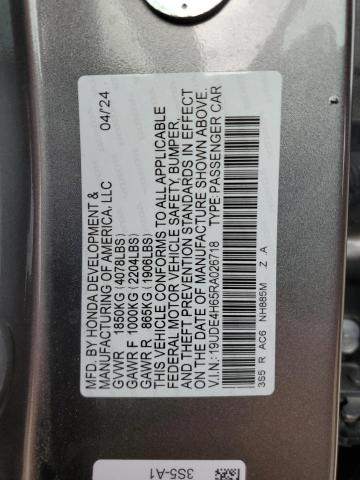 MFD. BY HONDA DEVELOPMENT & 04/'24
MANUFACTURING OF AMERICA, LLC
GVWR 1850KG (4078LBS)
GAWR F 1000KG (2204LBS)
GAWR R 865KG (1906LBS)
THIS VEHICLE CONFORMS TO ALL APPLICABLE
FEDERAL MOTOR VEHICLE SAFETY, BUMPER,
AND THEFT PREVENTION STANDARDS IN EFFECT
ON THE DATE OF MANUFACTURE SHOWN ABOVE.
V.I.N.: 19UDE4H65RA026718 TYPE: PASSENGER CAR
3S5 R AC6 NH885M Z A
3S5-A1